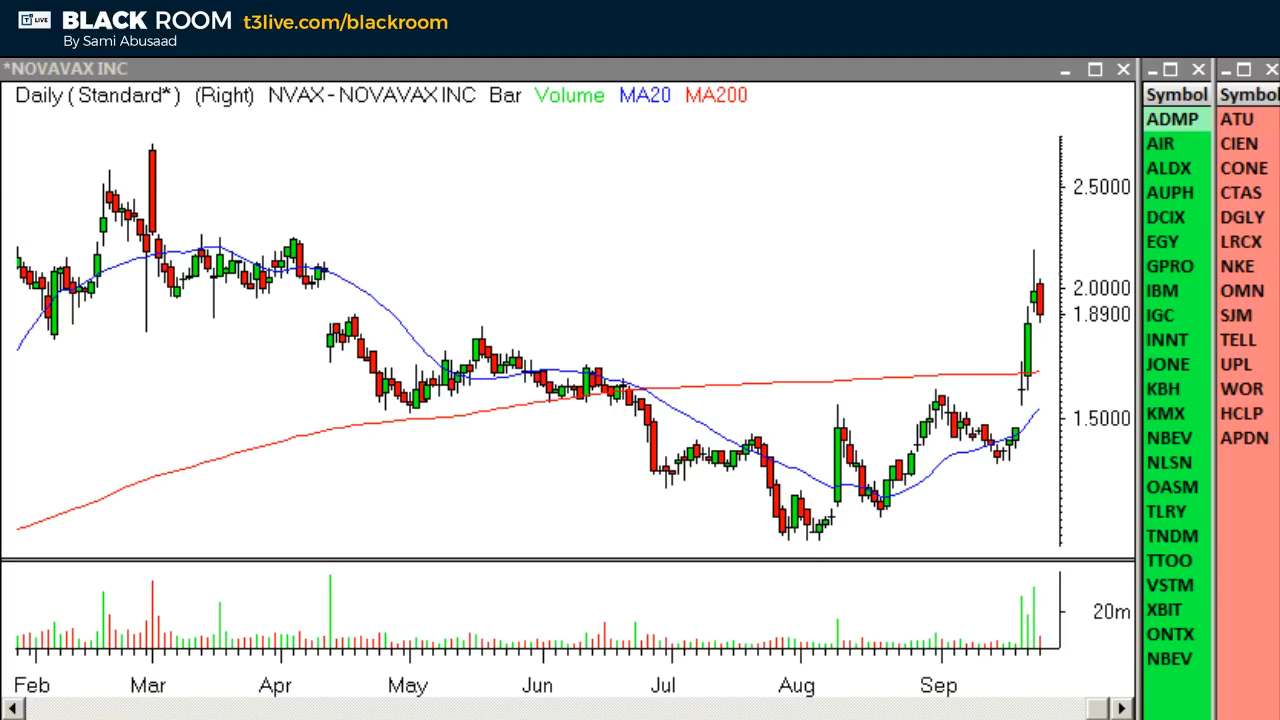 T3 LIVE BLACK ROOM t3live.com/blackroom
By Sami Abusaad
*NOVAVAX INC
Daily (Standard*) (Right) NVAX - NOVAVAX INC Bar Volume MA20 MA200
2.5000
2.0000
1.8900
1.5000
20m
Feb Mar Apr May Jun Jul Aug Sep
Symbol
ADMP
AIR
ALDX
AUPH
DCIX
EGY
GPRO
IBM
IGC
INNT
JONE
KBH
KMX
NBEV
NLSN
OASM
TLRY
TNDM
TTOO
VSTM
XBIT
ONTX
NBEV
Symbol
ATU
CIEN
CONE
CTAS
DGLY
LRCX
NKE
OMN
SJM
TELL
UPL
WOR
HCLP
APDN